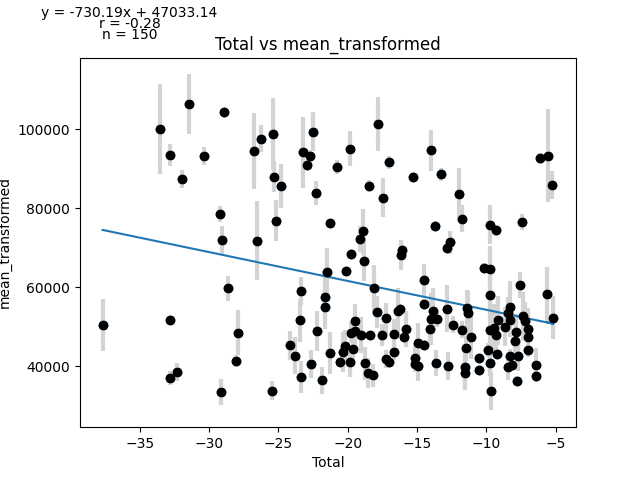 y = -730.19x + 47033.14
r = -0.28
n = 150
Total vs mean_transformed
100000
80000
60000
40000
mean_transformed
−35
−30
−25
−20
−15
−10
−5
Total